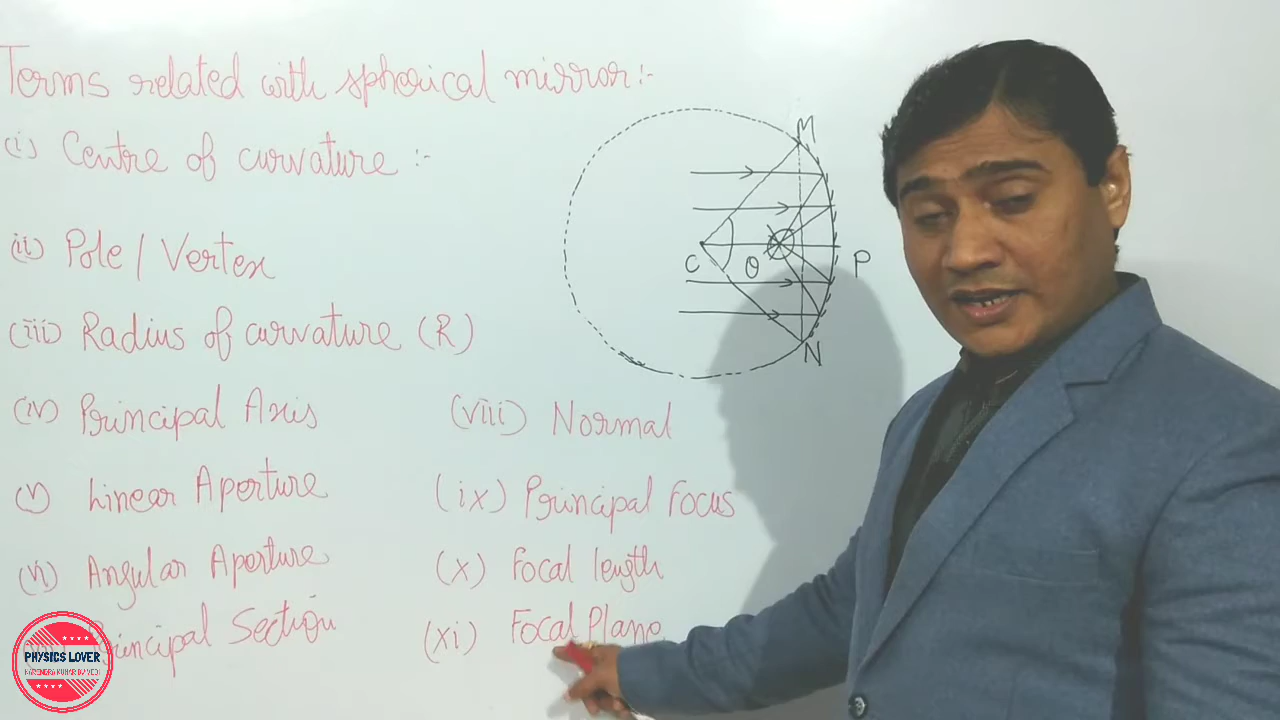 Terms related with spherical mirror:-
(i) Centre of curvature :-
(ii) Pole / Vertex
(iii) Radius of curvature (R)
(iv) Principal Axis
(v) Linear Aperture
(vi) Angular Aperture
Principal Section
(viii) Normal
(ix) Principal Focus
(x) Focal length
(xi) Focal Plane
M
C
θ
P
N
PHYSICS LOVER